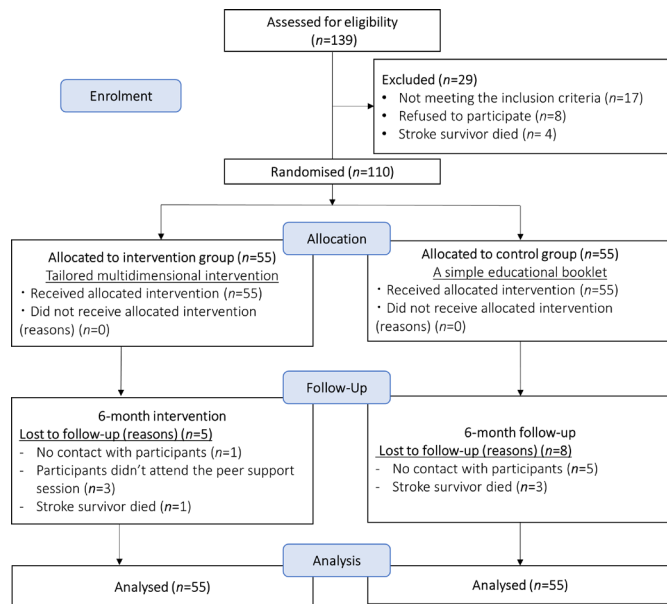 Assessed for eligibility
(n=139)
Enrolment
Excluded (n=29)
• Not meeting the inclusion criteria (n=17)
• Refused to participate (n=8)
• Stroke survivor died (n= 4)
Randomised (n=110)
Allocation
Allocated to intervention group (n=55)
Tailored multidimensional intervention
・Received allocated intervention (n=55)
・Did not receive allocated intervention
(reasons) (n=0)
Allocated to control group (n=55)
A simple educational booklet
・Received allocated intervention (n=55)
・Did not receive allocated intervention
(reasons) (n=0)
Follow-Up
6-month intervention
Lost to follow-up (reasons) (n=5)
- No contact with participants (n=1)
- Participants didn't attend the peer support
session (n=3)
- Stroke survivor died (n=1)
6-month follow-up
Lost to follow-up (reasons) (n=8)
- No contact with participants (n=5)
- Stroke survivor died (n=3)
Analysis
Analysed (n=55)
Analysed (n=55)